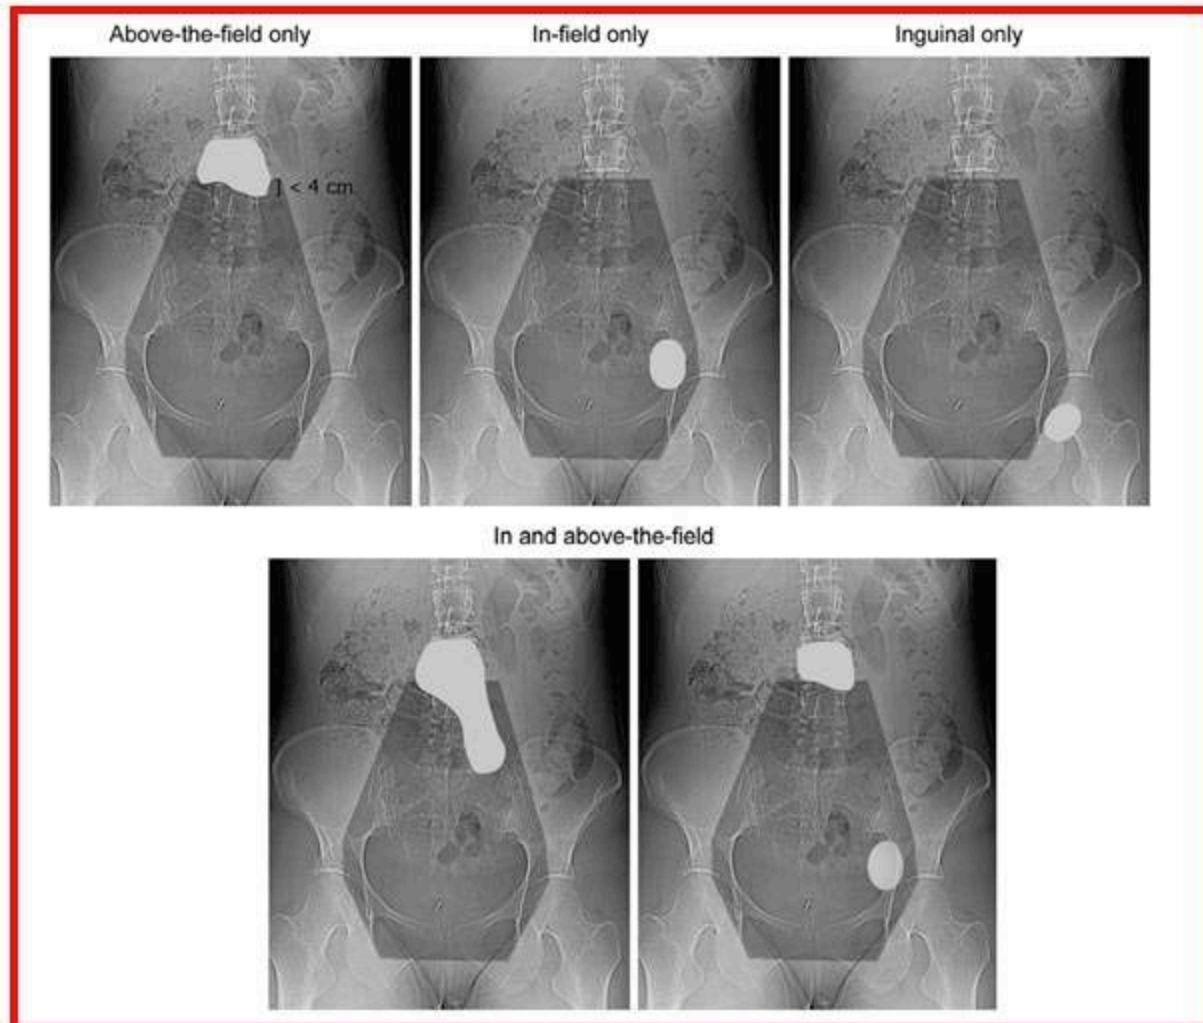 Above-the-field only
In-field only
Inguinal only
] < 4 cm
In and above-the-field